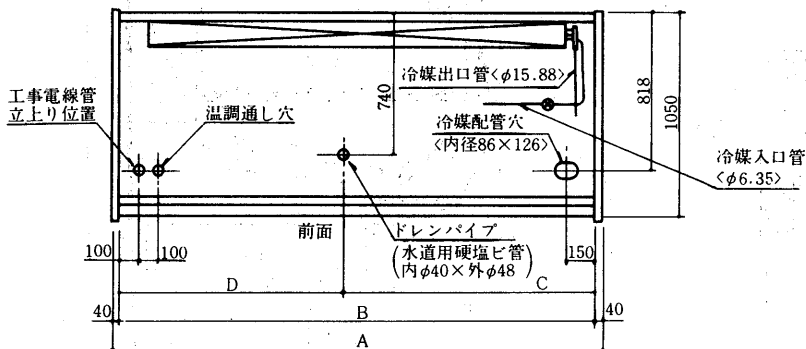 冷媒出口管<φ15.88>
740
818
1050
工事電線管
立上り位置
温調通し穴
冷媒配管穴
<内径86×126>
冷媒入口管
<φ6.35>
前面
ドレンパイプ
(水道用硬塩ビ管
内φ40×外φ48)
100
100
150
D
C
40
B
40
A